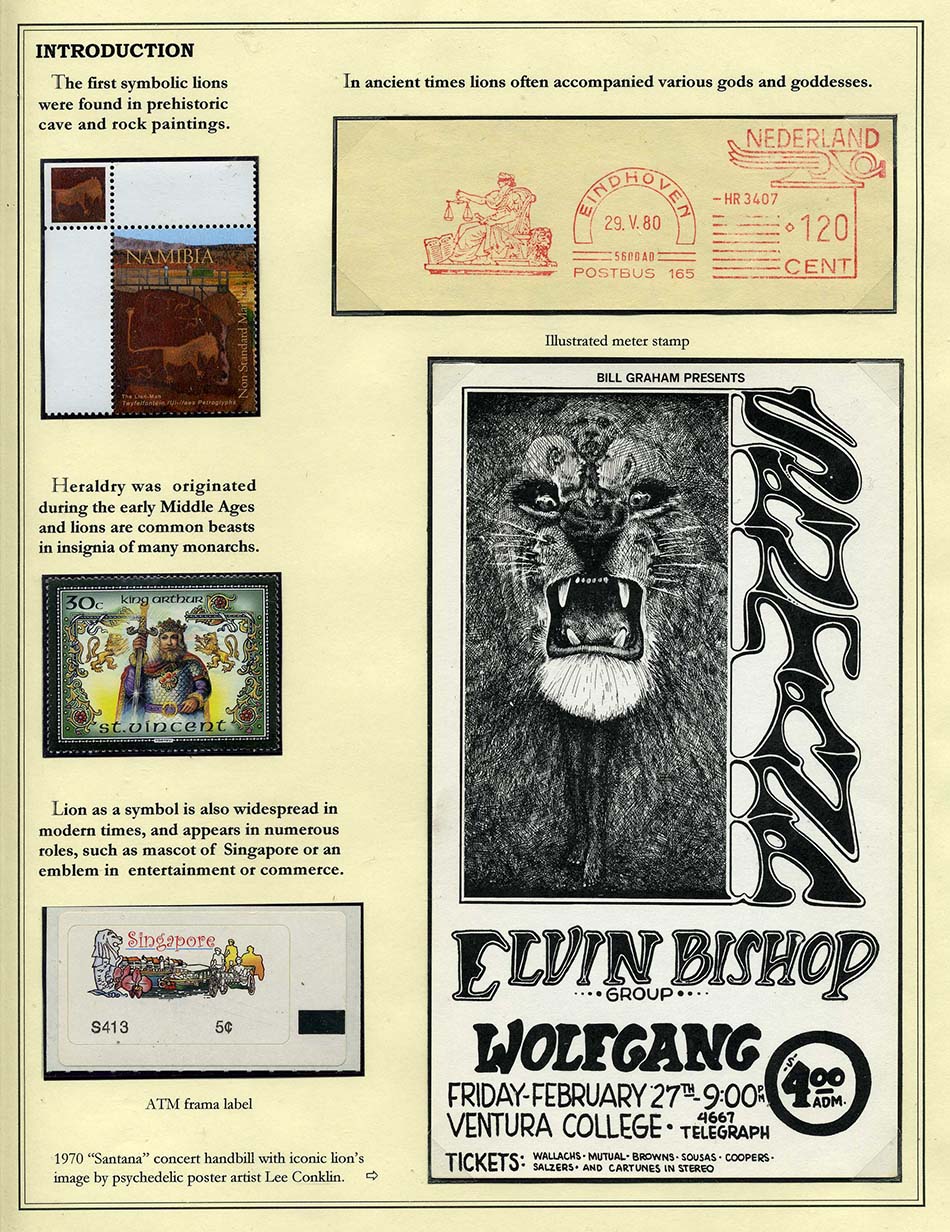 INTRODUCTION
The first symbolic lions
were found in prehistoric
cave and rock paintings.
NAMIBIA
Non-Standard Mail
The Lion-Man
Twyfelfontein /Ui-//aes Petroglyphs
Heraldry was originated
during the early Middle Ages
and lions are common beasts
in insignia of many monarchs.
30c king arthur
st.vincent
Lion as a symbol is also widespread in
modern times, and appears in numerous
roles, such as mascot of Singapore or an
emblem in entertainment or commerce.
Singapore
S413 5¢
ATM frama label
1970 “Santana” concert handbill with iconic lion’s
image by psychedelic poster artist Lee Conklin. ⇨
In ancient times lions often accompanied various gods and goddesses.
EINDHOVEN
29.V.80
5600AD
POSTBUS 165
NEDERLAND
-HR3407
120
CENT
Illustrated meter stamp
BILL GRAHAM PRESENTS
SANTANA
ELVIN BISHOP
••••GROUP••••
WOLFGANG
FRIDAY-FEBRUARY 27TH-9:00PM
VENTURA COLLEGE • 4667
TELEGRAPH
-$-
4.00
ADM.
TICKETS: WALLACHS • MUTUAL • BROWNS • SOUSAS • COOPERS •
SALZERS • AND CARTUNES IN STEREO